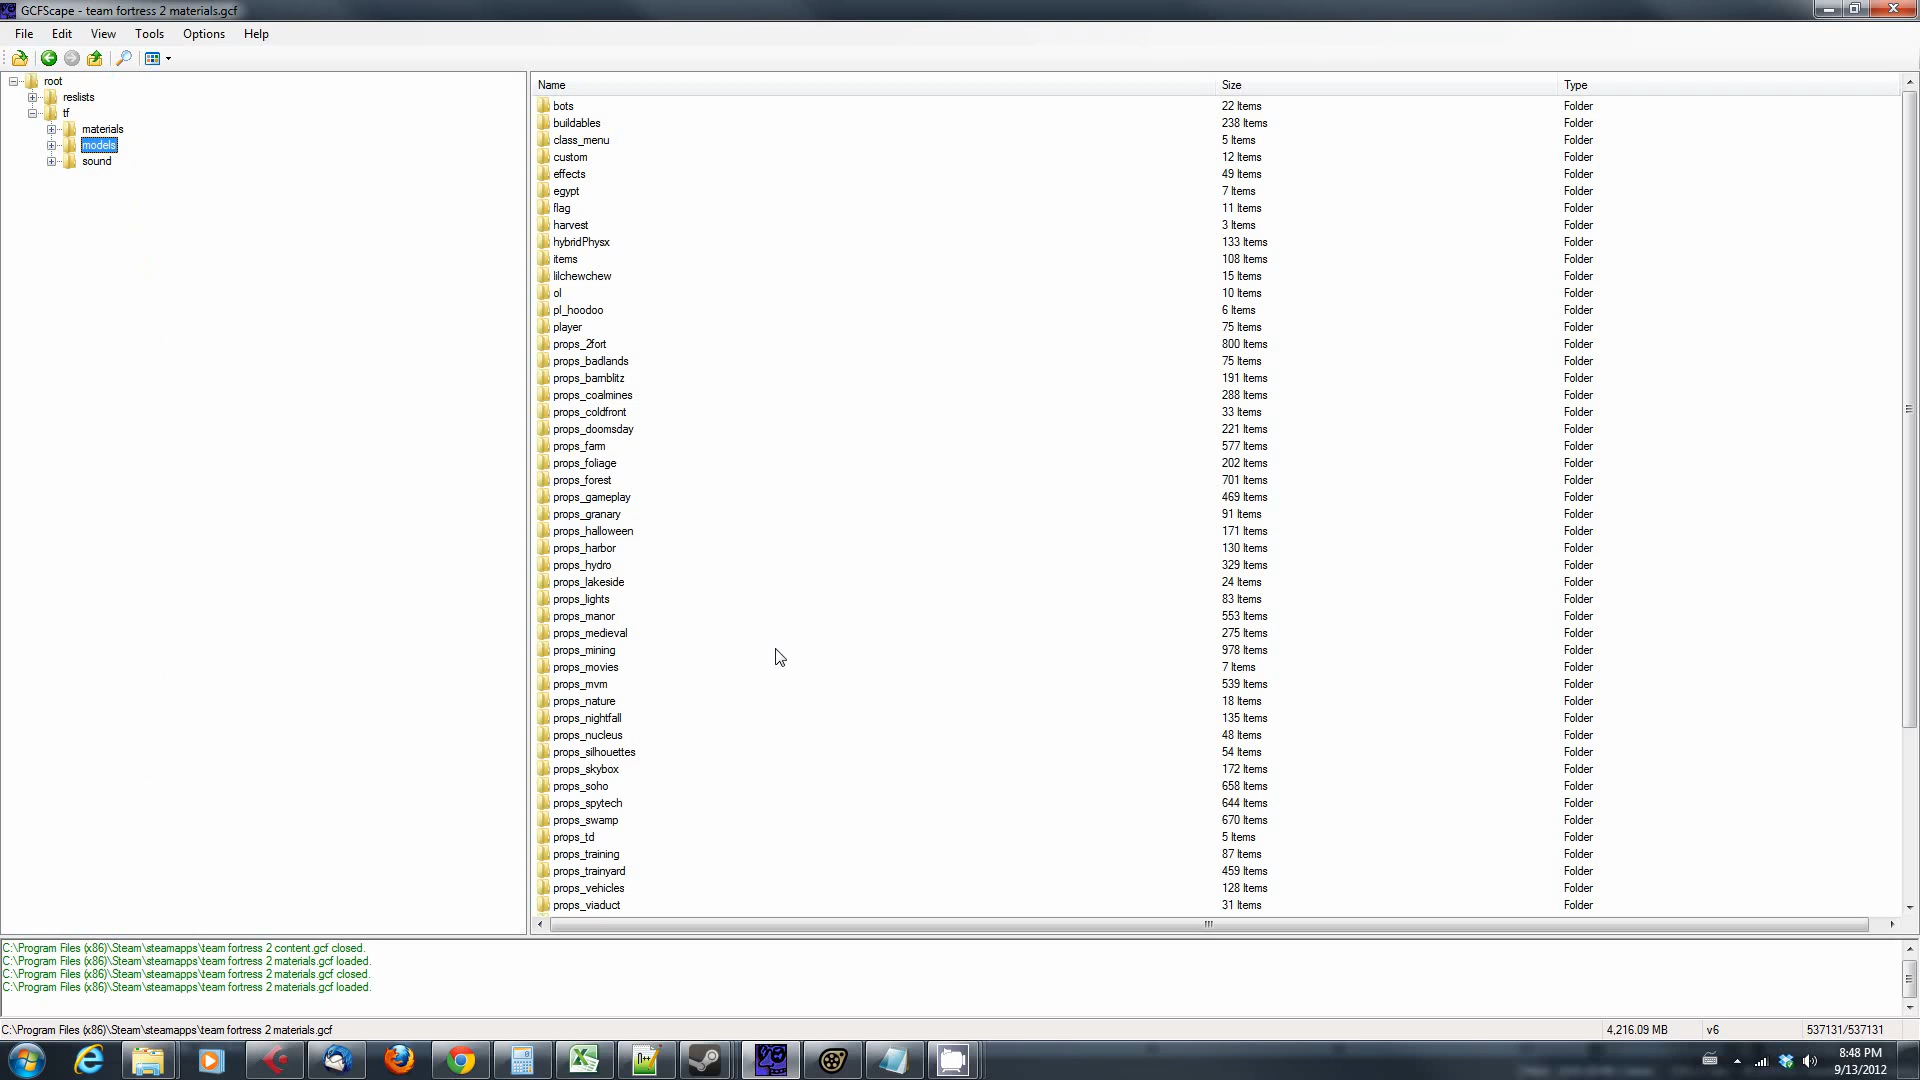 GCFScape - team fortress 2 materials.gcf
File Edit View Tools Options Help
root
reslists
tf
materials
models
sound
Name Size Type
bots 22 Items Folder
buildables 238 Items Folder
class_menu 5 Items Folder
custom 12 Items Folder
effects 49 Items Folder
egypt 7 Items Folder
flag 11 Items Folder
harvest 3 Items Folder
hybridPhysx 133 Items Folder
items 108 Items Folder
lilchewchew 15 Items Folder
ol 10 Items Folder
pl_hoodoo 6 Items Folder
player 75 Items Folder
props_2fort 800 Items Folder
props_badlands 75 Items Folder
props_barnblitz 191 Items Folder
props_coalmines 288 Items Folder
props_coldfront 33 Items Folder
props_doomsday 221 Items Folder
props_farm 577 Items Folder
props_foliage 202 Items Folder
props_forest 701 Items Folder
props_gameplay 469 Items Folder
props_granary 91 Items Folder
props_halloween 171 Items Folder
props_harbor 130 Items Folder
props_hydro 329 Items Folder
props_lakeside 24 Items Folder
props_lights 83 Items Folder
props_manor 553 Items Folder
props_medieval 275 Items Folder
props_mining 978 Items Folder
props_movies 7 Items Folder
props_mvm 539 Items Folder
props_nature 18 Items Folder
props_nightfall 135 Items Folder
props_nucleus 48 Items Folder
props_silhouettes 54 Items Folder
props_skybox 172 Items Folder
props_soho 658 Items Folder
props_spytech 644 Items Folder
props_swamp 670 Items Folder
props_td 5 Items Folder
props_training 87 Items Folder
props_trainyard 459 Items Folder
props_vehicles 128 Items Folder
props_viaduct 31 Items Folder
C:\Program Files (x86)\Steam\steamapps\team fortress 2 content.gcf closed.
C:\Program Files (x86)\Steam\steamapps\team fortress 2 materials.gcf loaded.
C:\Program Files (x86)\Steam\steamapps\team fortress 2 materials.gcf closed.
C:\Program Files (x86)\Steam\steamapps\team fortress 2 materials.gcf loaded.
C:\Program Files (x86)\Steam\steamapps\team fortress 2 materials.gcf 4,216.09 MB v6 537131/537131
8:48 PM
9/13/2012